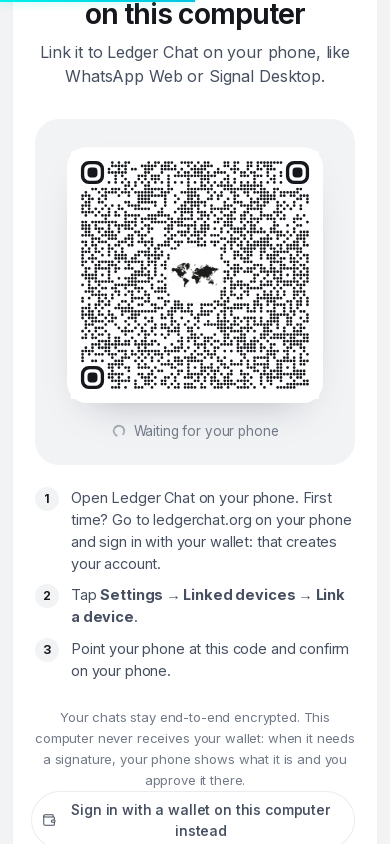 on this computer
Link it to Ledger Chat on your phone, like
WhatsApp Web or Signal Desktop.
Waiting for your phone
1 Open Ledger Chat on your phone. First
time? Go to ledgerchat.org on your phone
and sign in with your wallet: that creates
your account.
2 Tap Settings → Linked devices → Link
a device.
3 Point your phone at this code and confirm
on your phone.
Your chats stay end-to-end encrypted. This
computer never receives your wallet: when it needs
a signature, your phone shows what it is and you
approve it there.
Sign in with a wallet on this computer
instead